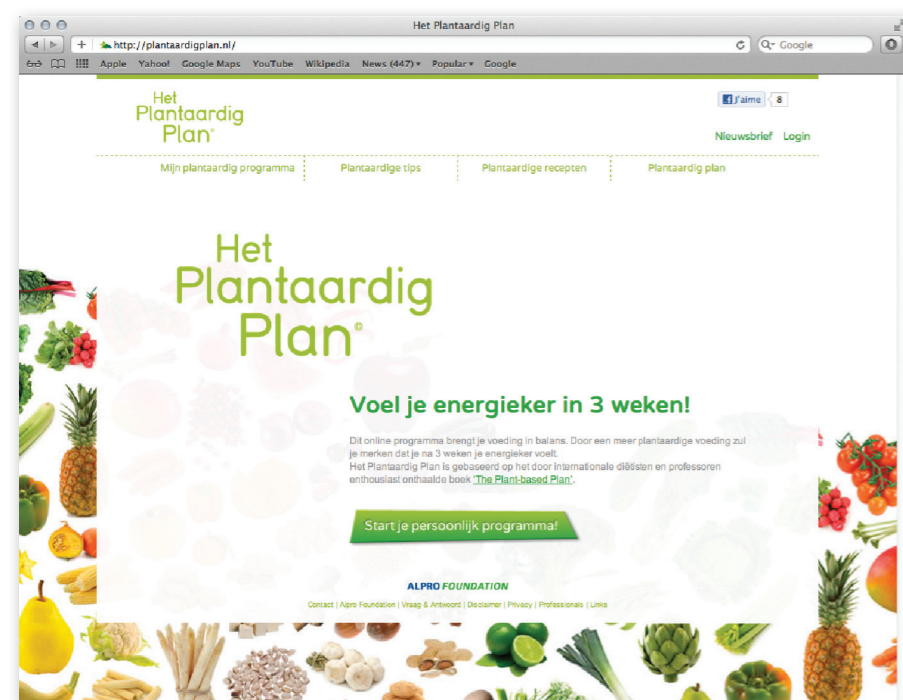 Het Plantaardig Plan
http://plantaardigplan.nl/
Google
Apple Yahoo! Google Maps YouTube Wikipedia News (447) Popular Google
Het
Plantaardig
Plan©
J'aime 8
Nieuwsbrief Login
Mijn plantaardig programma Plantaardige tips Plantaardige recepten Plantaardig plan
Het
Plantaardig
Plan©
Voel je energieker in 3 weken!
Dit online programma brengt je voeding in balans. Door een meer plantaardige voeding zul
je merken dat je na 3 weken je energieker voelt.
Het Plantaardig Plan is gebaseerd op het door internationale diëtisten en professoren
enthousiast onthaalde boek 'The Plant-based Plan'.
Start je persoonlijk programma!
ALPRO FOUNDATION
Contact | Alpro Foundation | Vraag & Antwoord | Disclaimer | Privacy | Professionals | Links